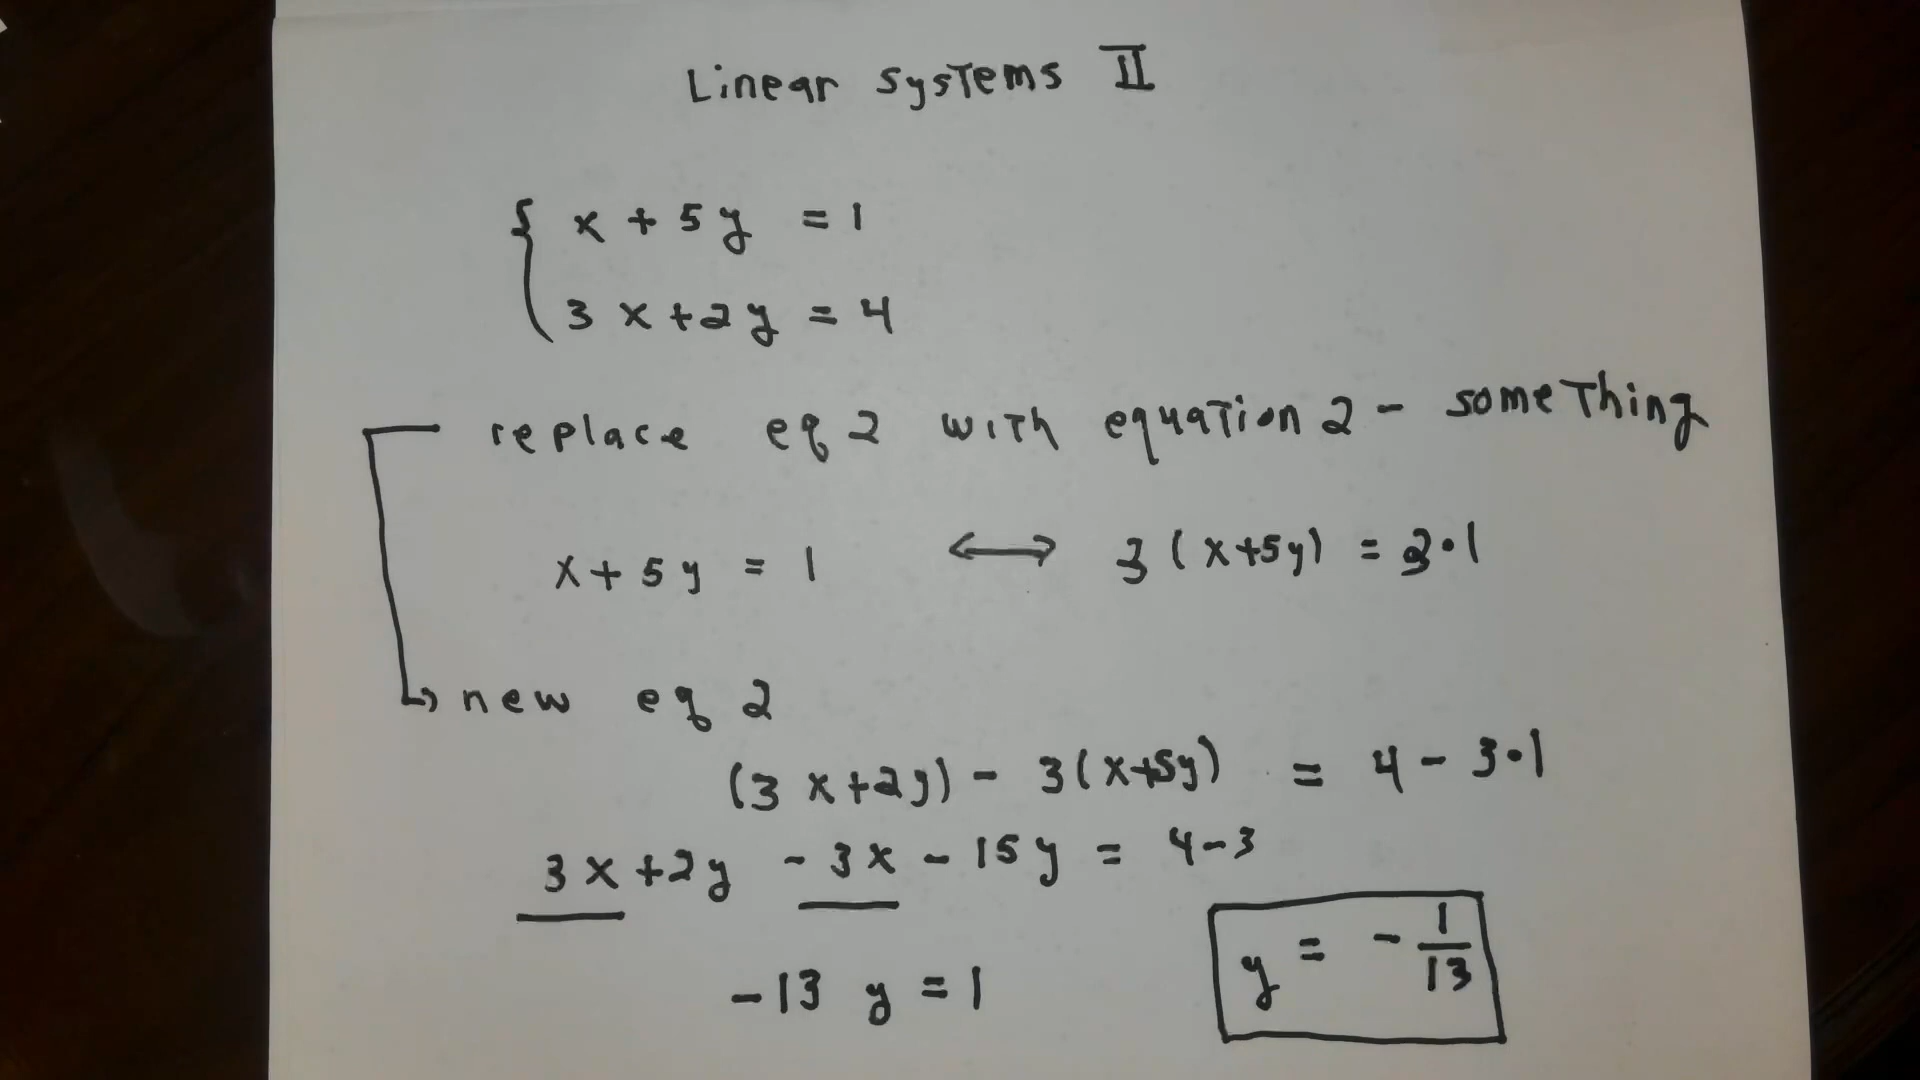 Linear Systems II
{ x + 5y = 1
3x + 2y = 4
replace eq 2 with equation 2 - something
x + 5y = 1 ⟷ 3(x+5y) = 3•1
↳ new eq 2
(3x+2y) - 3(x+5y) = 4 - 3•1
3x + 2y - 3x - 15y = 4-3
-13 y = 1
y = - 1/13